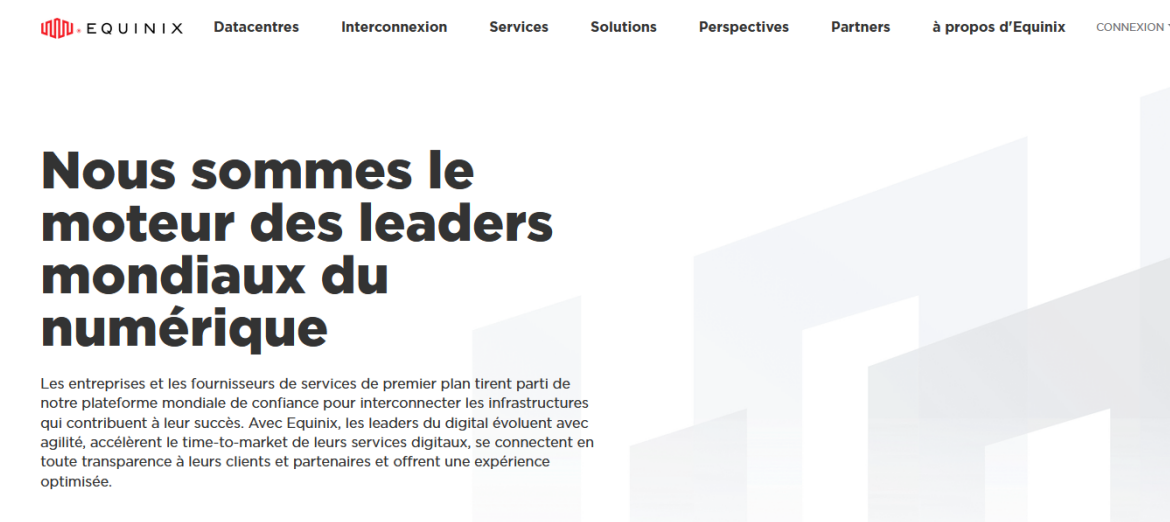 EQUINIX Datacentres Interconnexion Services Solutions Perspectives Partners à propos d'Equinix CONNEXION
Nous sommes le
moteur des leaders
mondiaux du
numérique
Les entreprises et les fournisseurs de services de premier plan tirent parti de
notre plateforme mondiale de confiance pour interconnecter les infrastructures
qui contribuent à leur succès. Avec Equinix, les leaders du digital évoluent avec
agilité, accélèrent le time-to-market de leurs services digitaux, se connectent en
toute transparence à leurs clients et partenaires et offrent une expérience
optimisée.